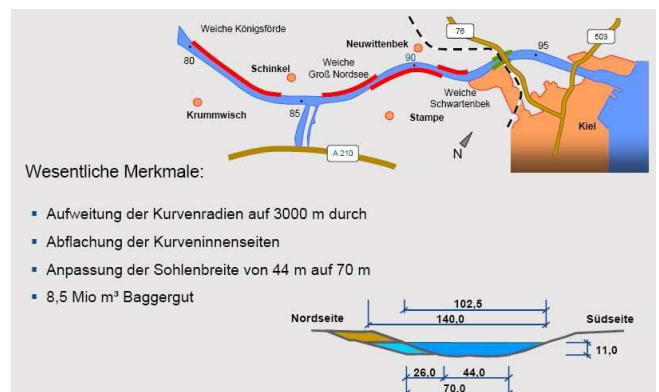 Weiche Königsförde
76
503
Neuwittenbek
80
Schinkel
Weiche
Groß Nordsee
90
95
Krummwisch
85
Weiche
Schwartenbek
Stampe
Kiel
N
A 210
Wesentliche Merkmale:
▪ Aufweitung der Kurvenradien auf 3000 m durch
▪ Abflachung der Kurveninnenseiten
▪ Anpassung der Sohlenbreite von 44 m auf 70 m
▪ 8,5 Mio m³ Baggergut
102,5
Nordseite
140,0
Südseite
11,0
26,0
44,0
70,0